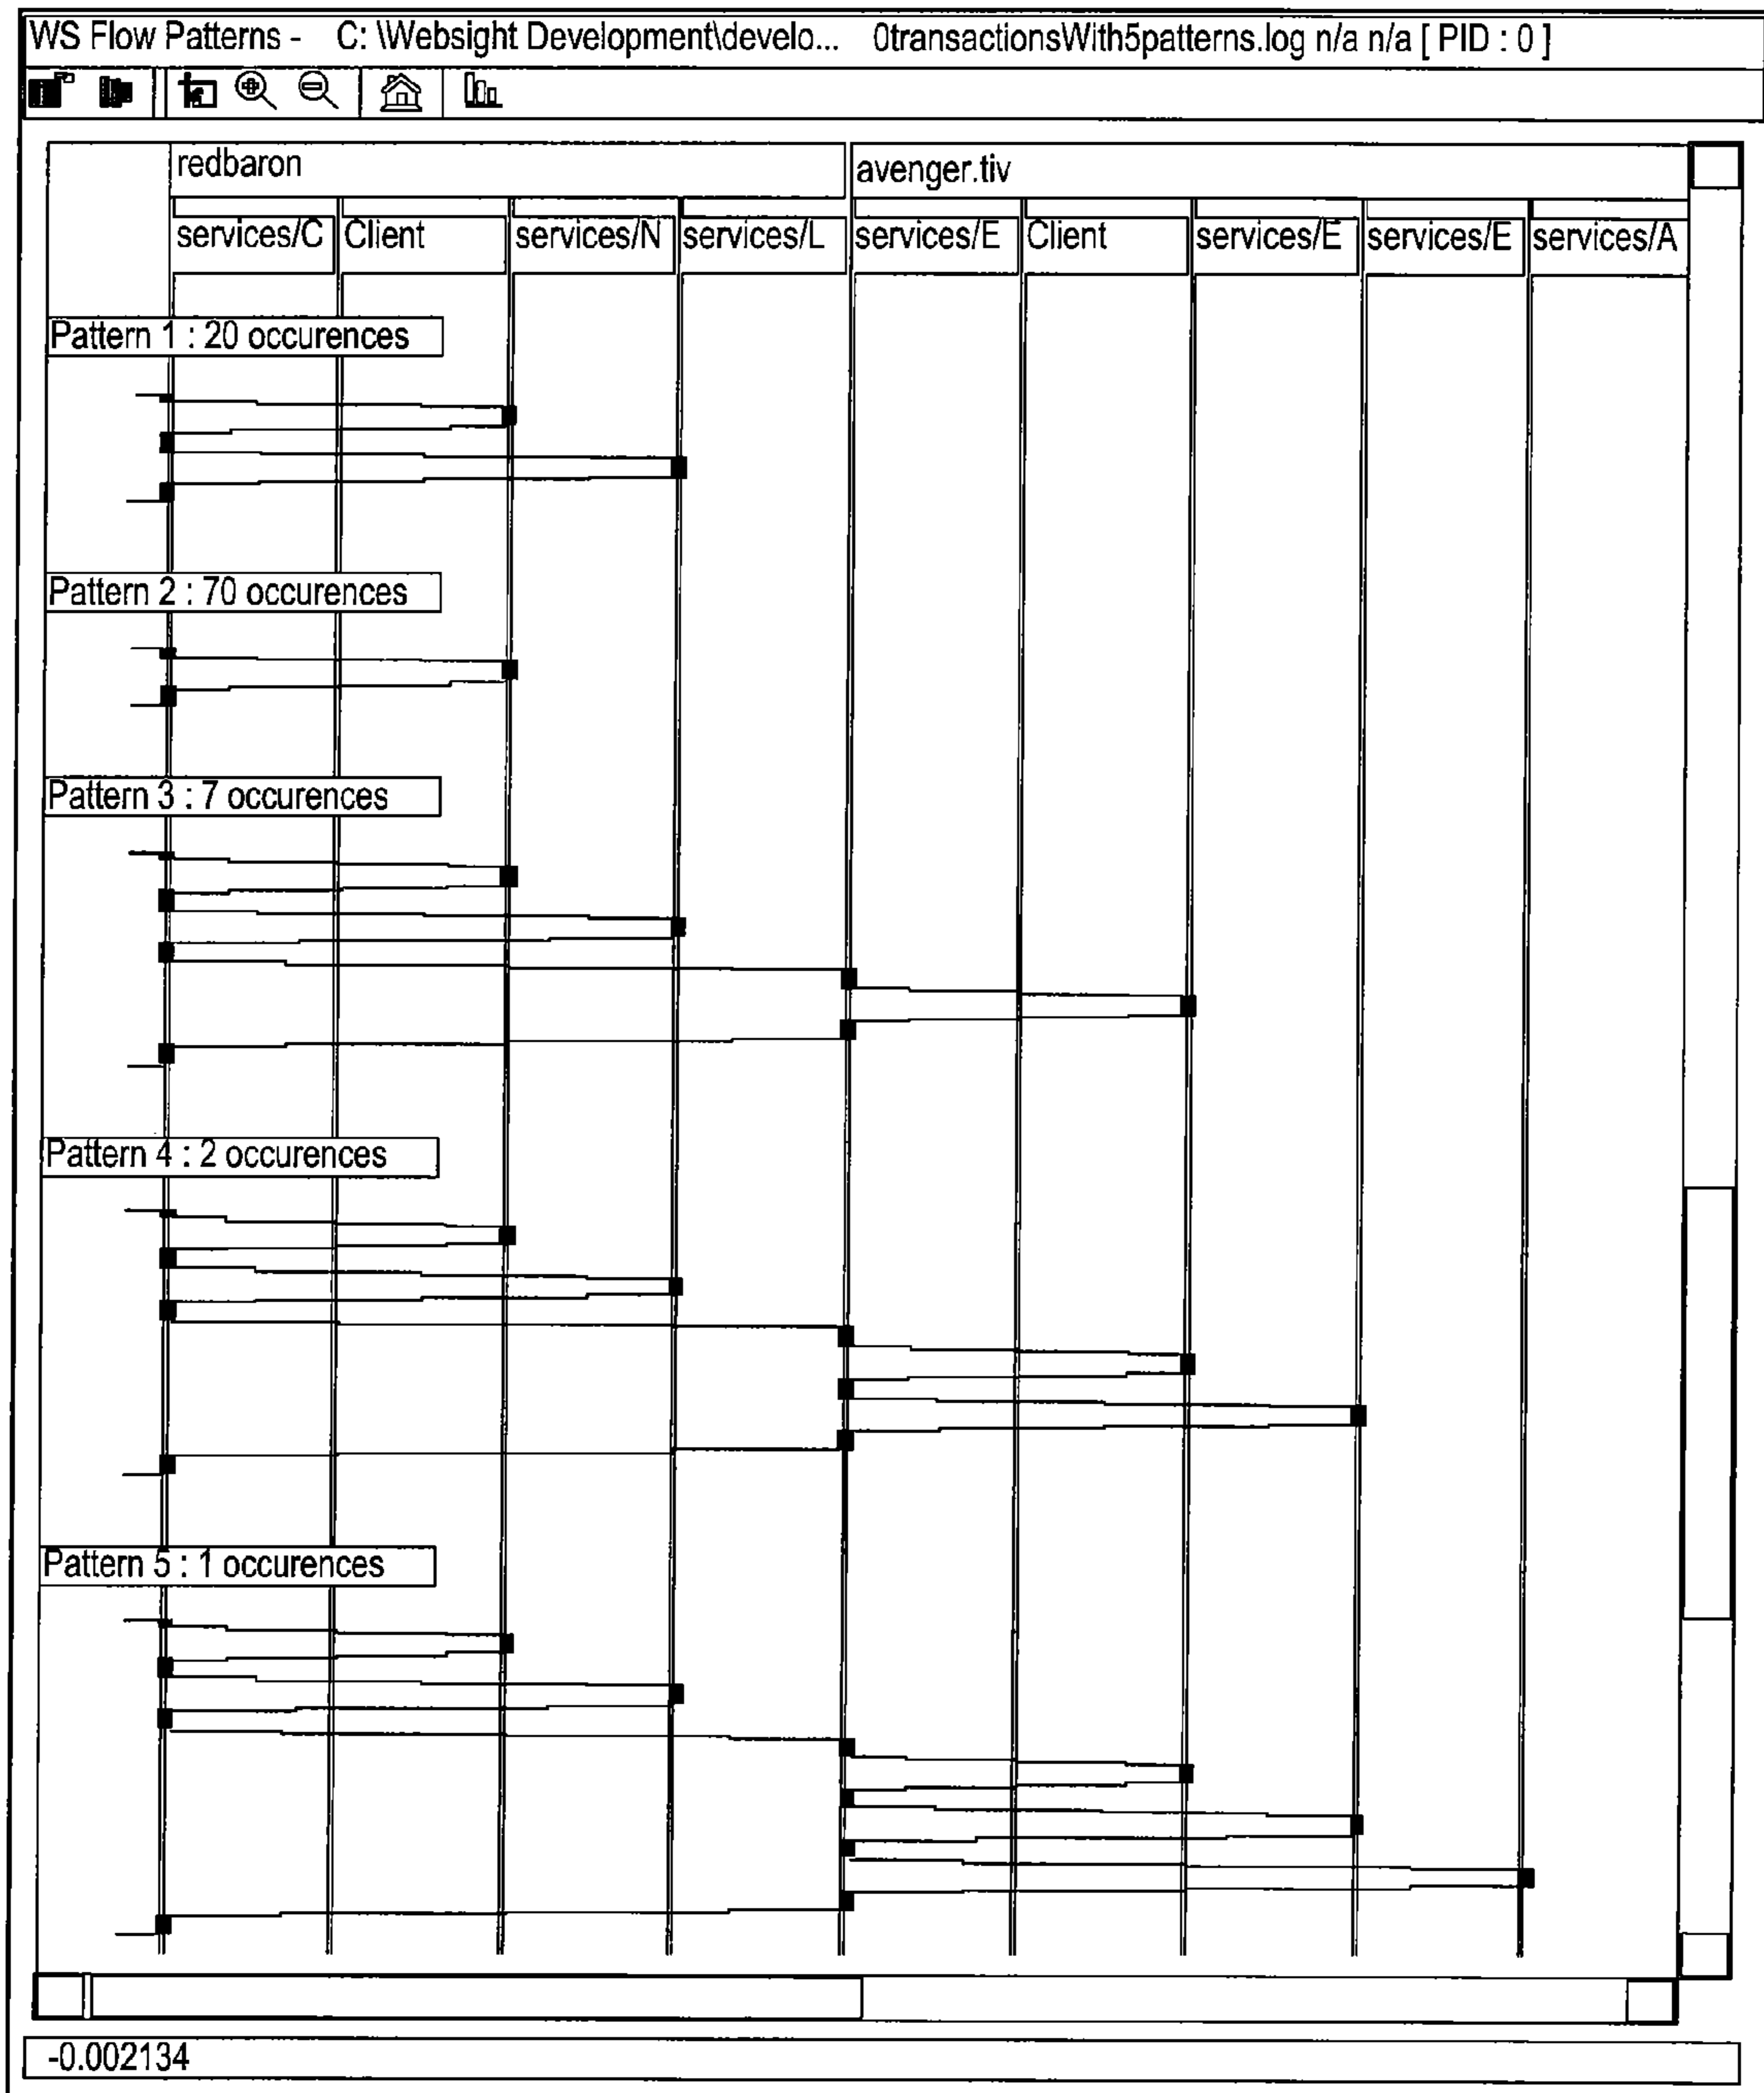 WS Flow Patterns - C: \Websight Development\develo... 0transactionsWith5patterns.log n/a n/a [ PID : 0 ]
redbaron avenger.tiv
services/C Client services/N services/L services/E Client services/E services/E services/A
Pattern 1 : 20 occurences
Pattern 2 : 70 occurences
Pattern 3 : 7 occurences
Pattern 4 : 2 occurences
Pattern 5 : 1 occurences
-0.002134